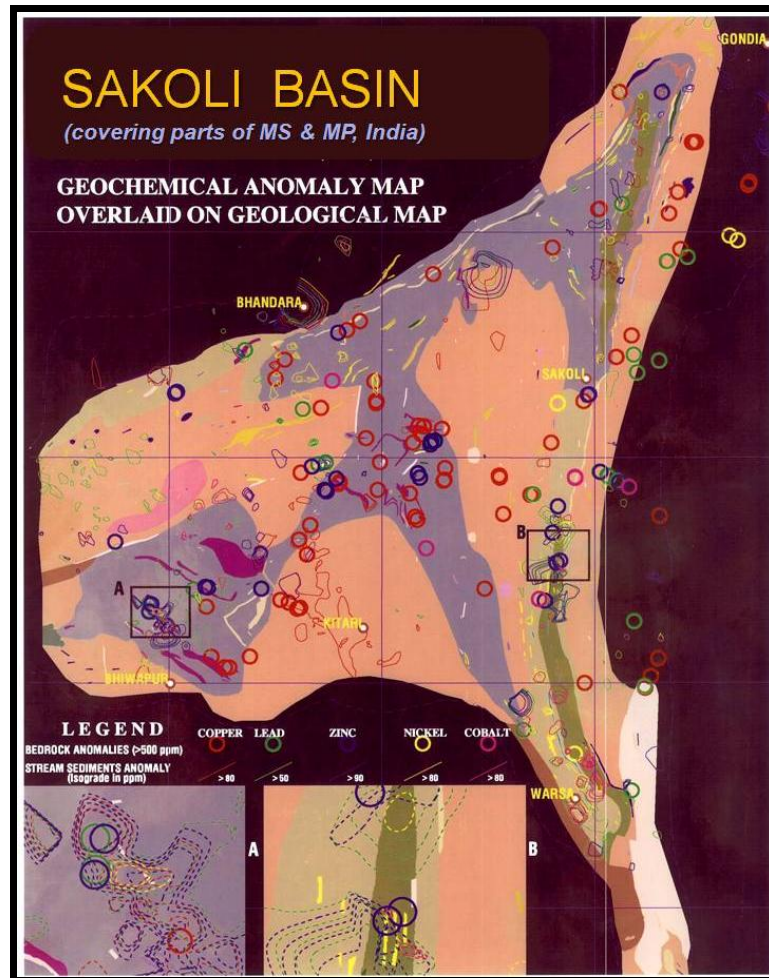 SAKOLI BASIN
(covering parts of MS & MP, India)
GEOCHEMICAL ANOMALY MAP
OVERLAID ON GEOLOGICAL MAP
GONDIA
BHANDARA
SAKOLI
B
A
KITARI
BHIWAPUR
LEGEND COPPER LEAD ZINC NICKEL COBALT
BEDROCK ANOMALIES (>500 ppm)
STREAM SEDIMENTS ANOMALY
(Isograde in ppm) > 80 > 50 > 90 > 80 > 80
WARSA
A B